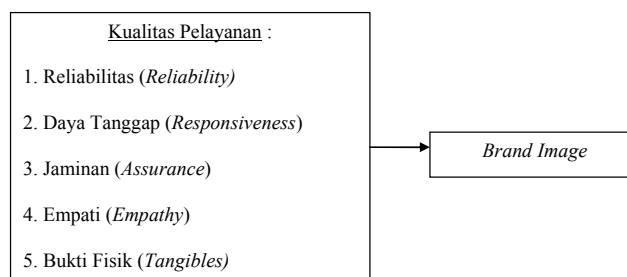 Kualitas Pelayanan :
1. Reliabilitas (Reliability)
2. Daya Tanggap (Responsiveness)
3. Jaminan (Assurance)
4. Empati (Empathy)
5. Bukti Fisik (Tangibles)
Brand Image